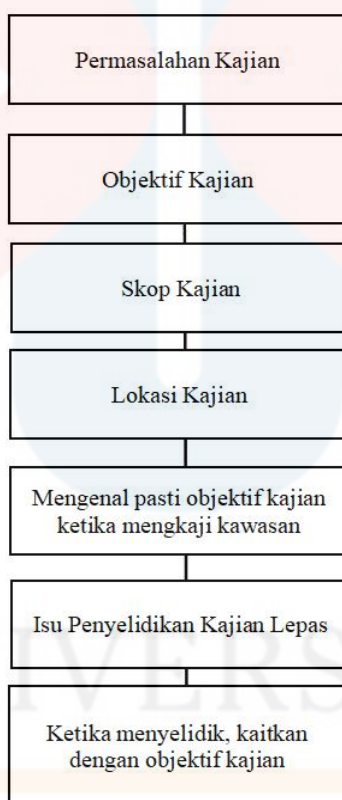 Permasalahan Kajian
Objektif Kajian
Skop Kajian
Lokasi Kajian
Mengenal pasti objektif kajian
ketika mengkaji kawasan
Isu Penyelidikan Kajian Lepas
IVERS
Ketika menyelidik, kaitkan
dengan objektif kajian